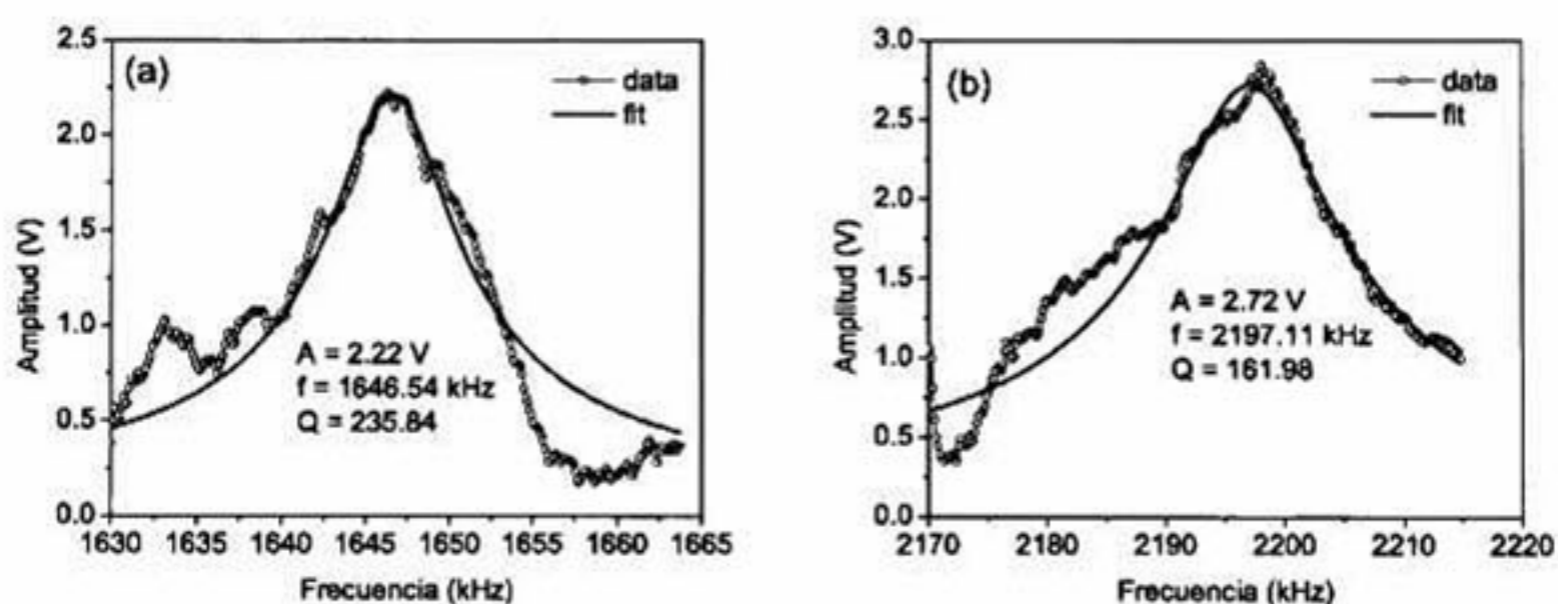 (a)
data
fit
2.5
2.0
1.5
1.0
0.5
0.0
Amplitud (V)
A = 2.22 V
f = 1646.54 kHz
Q = 235.84
1630 1635 1640 1645 1650 1655 1660 1665
Frecuencia (kHz)
(b)
data
fit
3.0
2.5
2.0
1.5
1.0
0.5
0.0
Amplitud (V)
A = 2.72 V
f = 2197.11 kHz
Q = 161.98
2170 2180 2190 2200 2210 2220
Frecuencia (kHz)